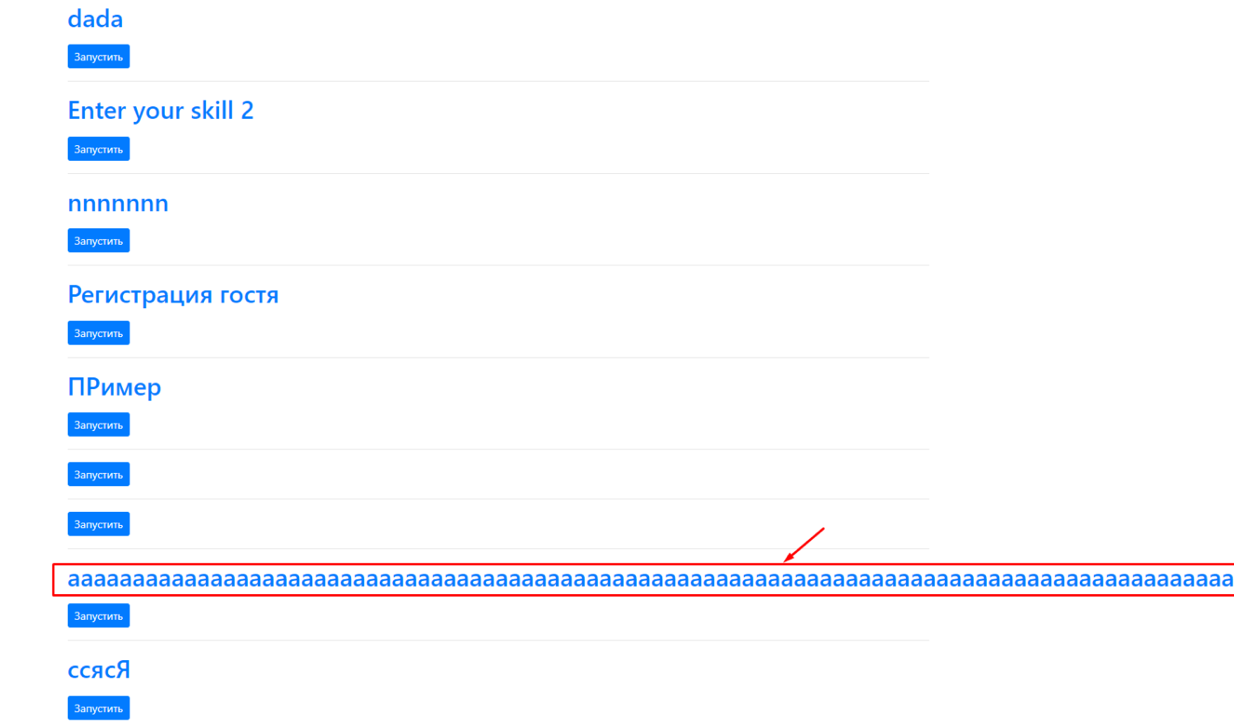 dada
Запустить
Enter your skill 2
Запустить
nnnnnnn
Запустить
Регистрация гостя
Запустить
ПРимер
Запустить
Запустить
Запустить
аааааааааааааааааааааааааааааааааааааааааааааааааааааааааааааааааааааааааааааааааааааааааа
Запустить
ссясЯ
Запустить